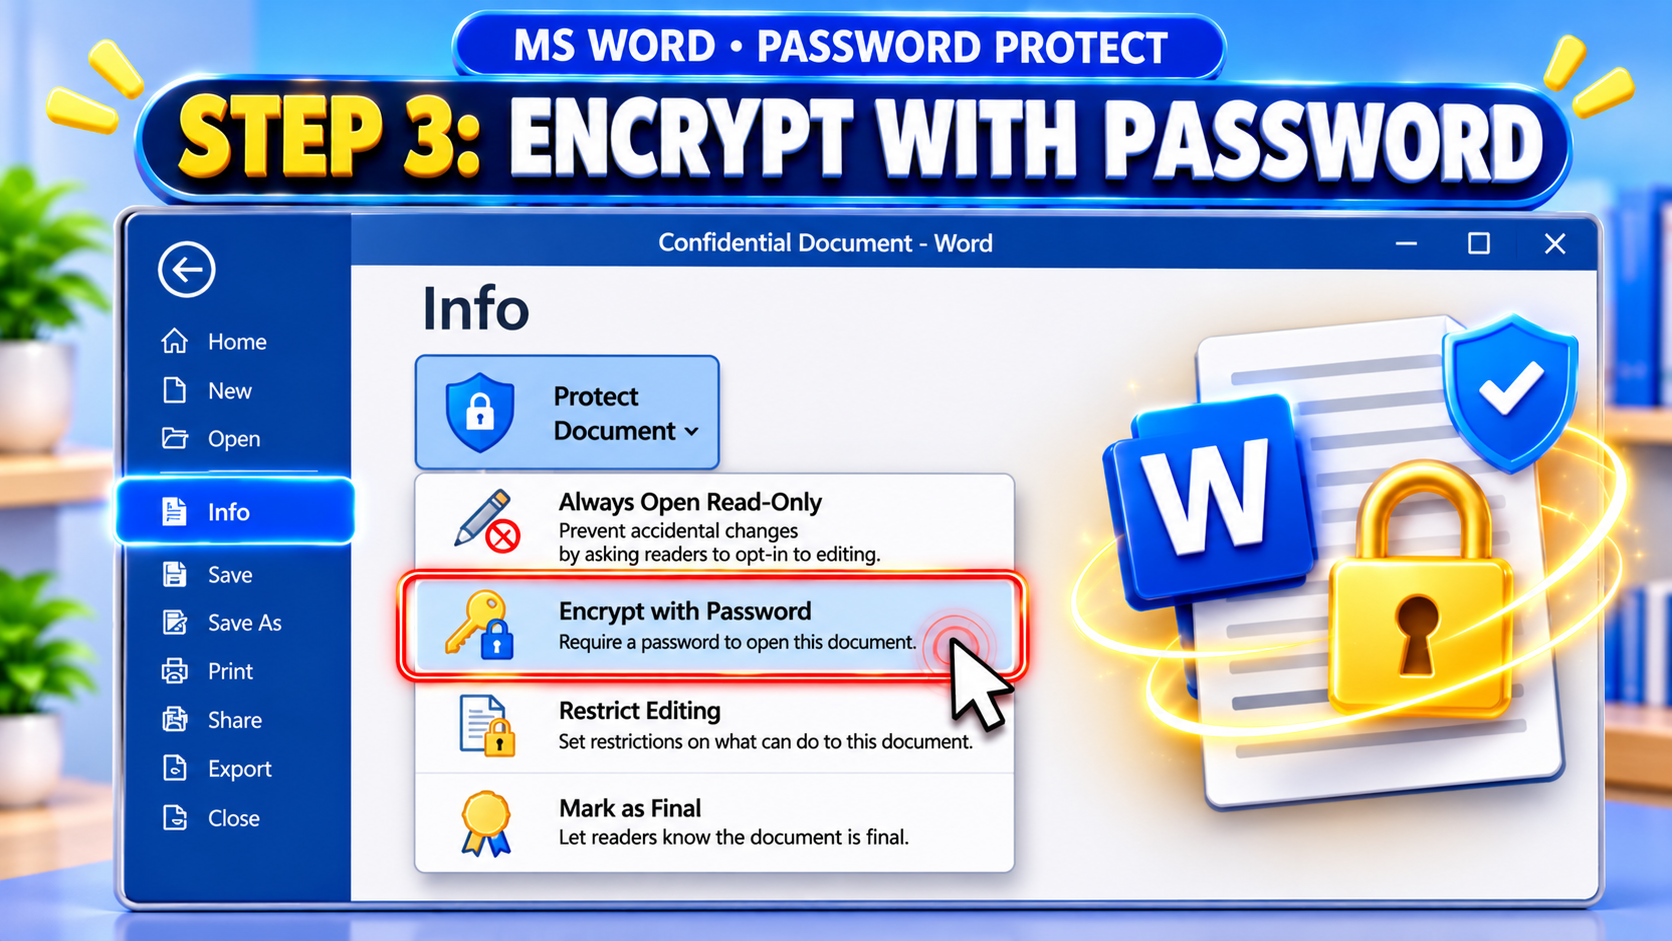 MS WORD • PASSWORD PROTECT
STEP 3: ENCRYPT WITH PASSWORD
Confidential Document - Word
Home
New
Open
Info
Save
Save As
Print
Share
Export
Close
Info
Protect
Document
Always Open Read-Only
Prevent accidental changes
by asking readers to opt-in to editing.
Encrypt with Password
Require a password to open this document.
Restrict Editing
Set restrictions on what can do to this document.
Mark as Final
Let readers know the document is final.
W